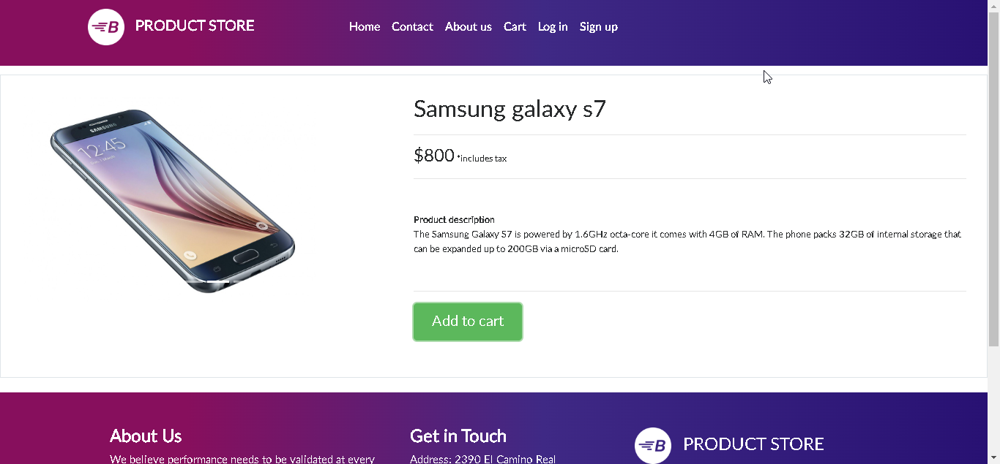 PRODUCT STORE
Home Contact About us Cart Log in Sign up
Samsung galaxy s7
$800 *includes tax
SAMSUNG
12:45
Product description
The Samsung Galaxy S7 is powered by 1.6GHz octa-core it comes with 4GB of RAM. The phone packs 32GB of internal storage that
can be expanded up to 200GB via a microSD card.
Add to cart
About Us
We believe performance needs to be validated at every
Get in Touch
Address: 2390 El Camino Real
B PRODUCT STORE